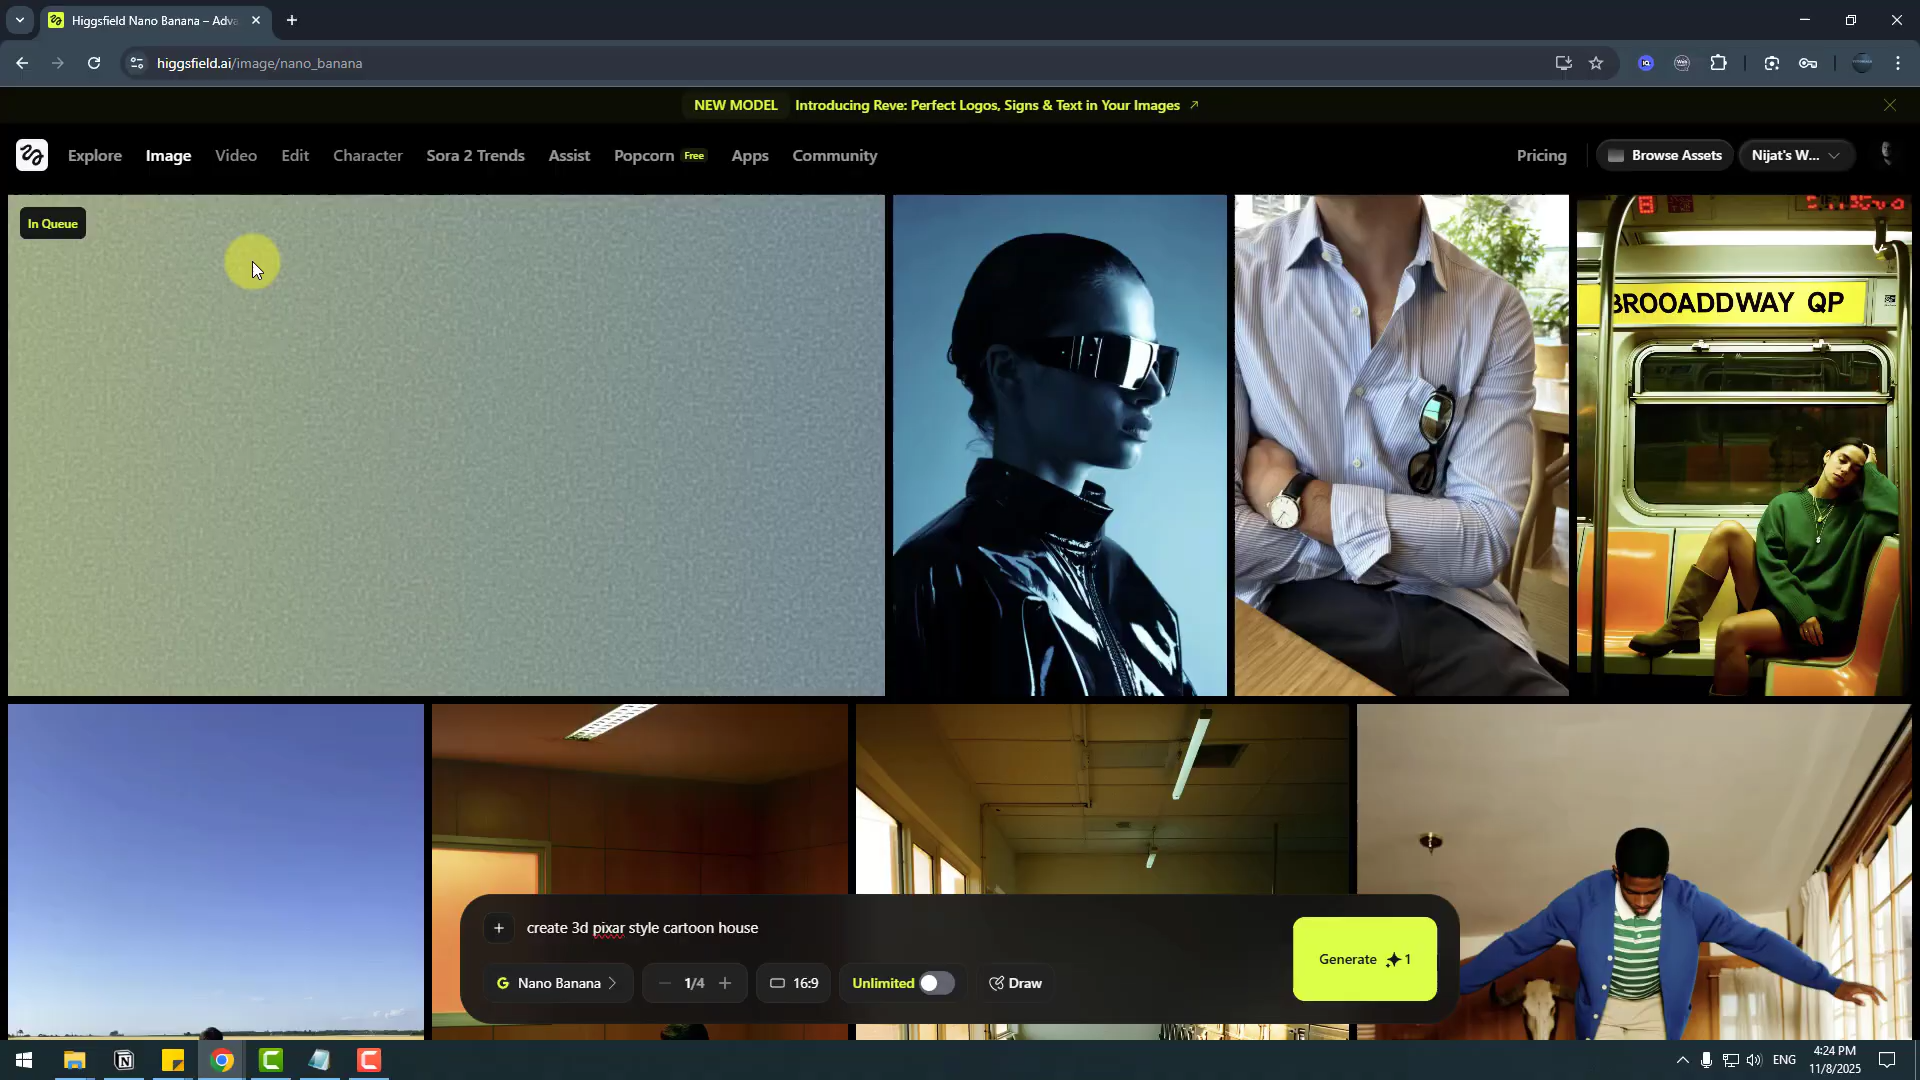 Higgsfield Nano Banana – Adva
higgsfield.ai/image/nano_banana
NEW MODEL Introducing Reve: Perfect Logos, Signs & Text in Your Images
Explore Image Video Edit Character Sora 2 Trends Assist Popcorn Free Apps Community Pricing Browse Assets Nijat's W...
In Queue
BROOADDWAY QP
create 3d pixar style cartoon house
Generate 1
Nano Banana 1/4 16:9 Unlimited Draw
ENG
4:24 PM
11/8/2025